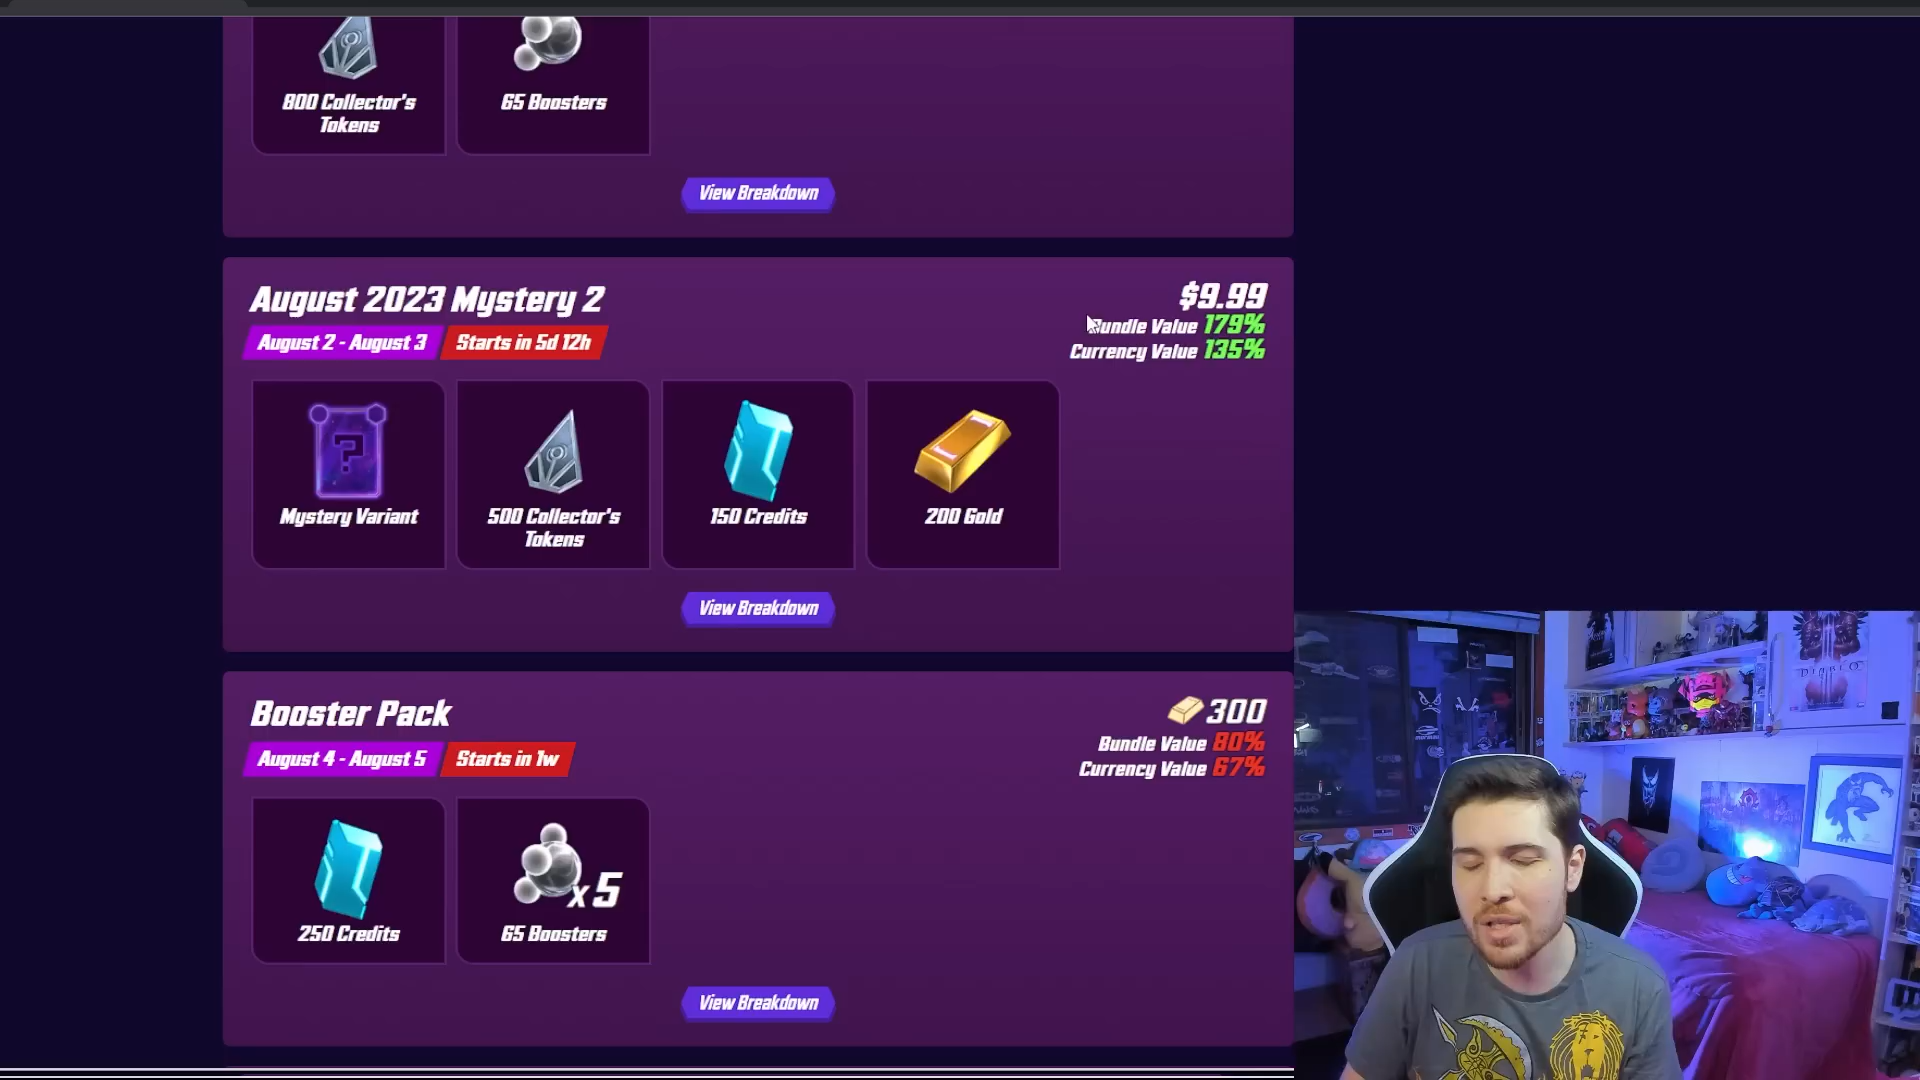 800 Collector's
Tokens
65 Boosters
View Breakdown
August 2023 Mystery 2
$9.99
Bundle Value 179%
August 2 - August 3
Starts in 5d 12h
Currency Value 135%
Mystery Variant
500 Collector's
Tokens
150 Credits
200 Gold
View Breakdown
Booster Pack
300
Bundle Value 80%
August 4 - August 5
Starts in 1w
Currency Value 67%
x5
250 Credits
65 Boosters
View Breakdown
DIABLO